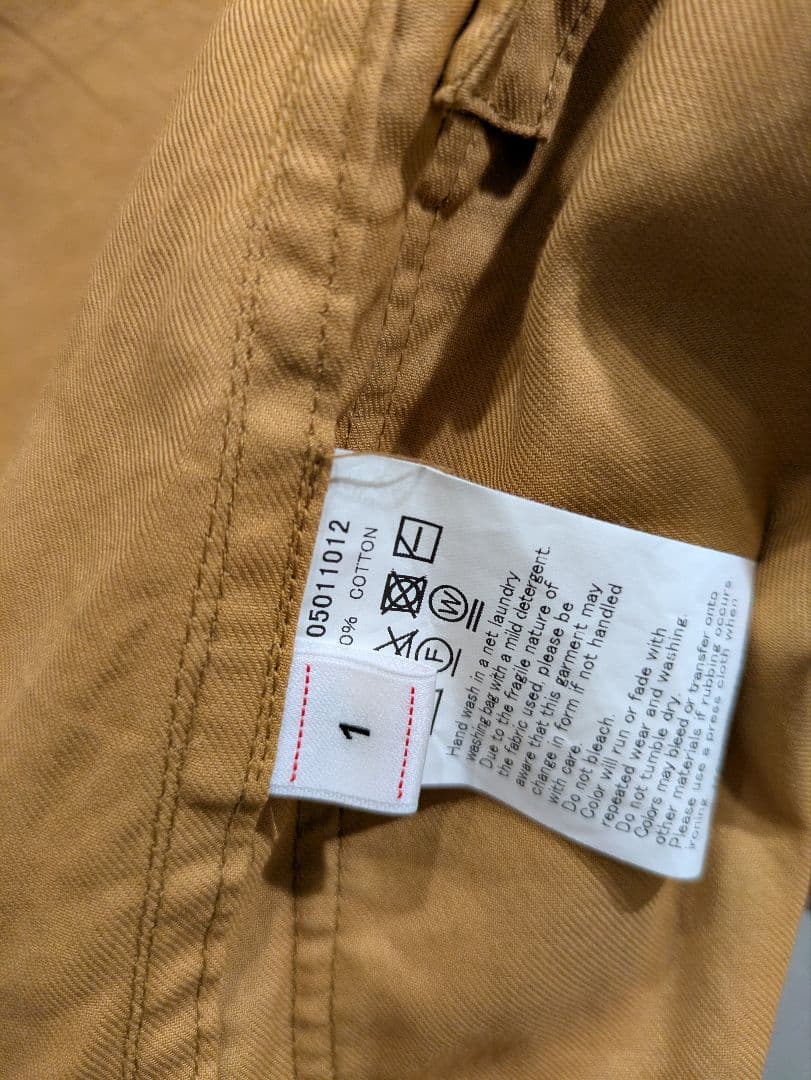 05011012
0% COTTON
F
W
1
Hand wash in a net laundry
washing bag with a mild detergent.
Due to the fragile nature of
the fabric used, please be
aware that this garment may
change in form if not handled
with care.
Do not bleach.
Color will run or fade with
repeated wear and washing.
Do not tumble dry.
Colors may bleed or transfer onto
other materials if rubbing occurs
Please use a press cloth when
ironing